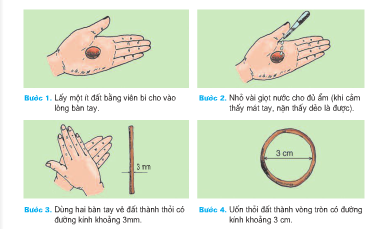 Bước 1. Lấy một ít đất bằng viên bi cho vào
lòng bàn tay.
Bước 2. Nhỏ vài giọt nước cho đủ ẩm (khi cảm
thấy mát tay, nặn thấy dẻo là được).
3 mm
3 cm
Bước 3. Dùng hai bàn tay vê đất thành thỏi có
đường kính khoảng 3mm.
Bước 4. Uốn thỏi đất thành vòng tròn có đường
kính khoảng 3 cm.